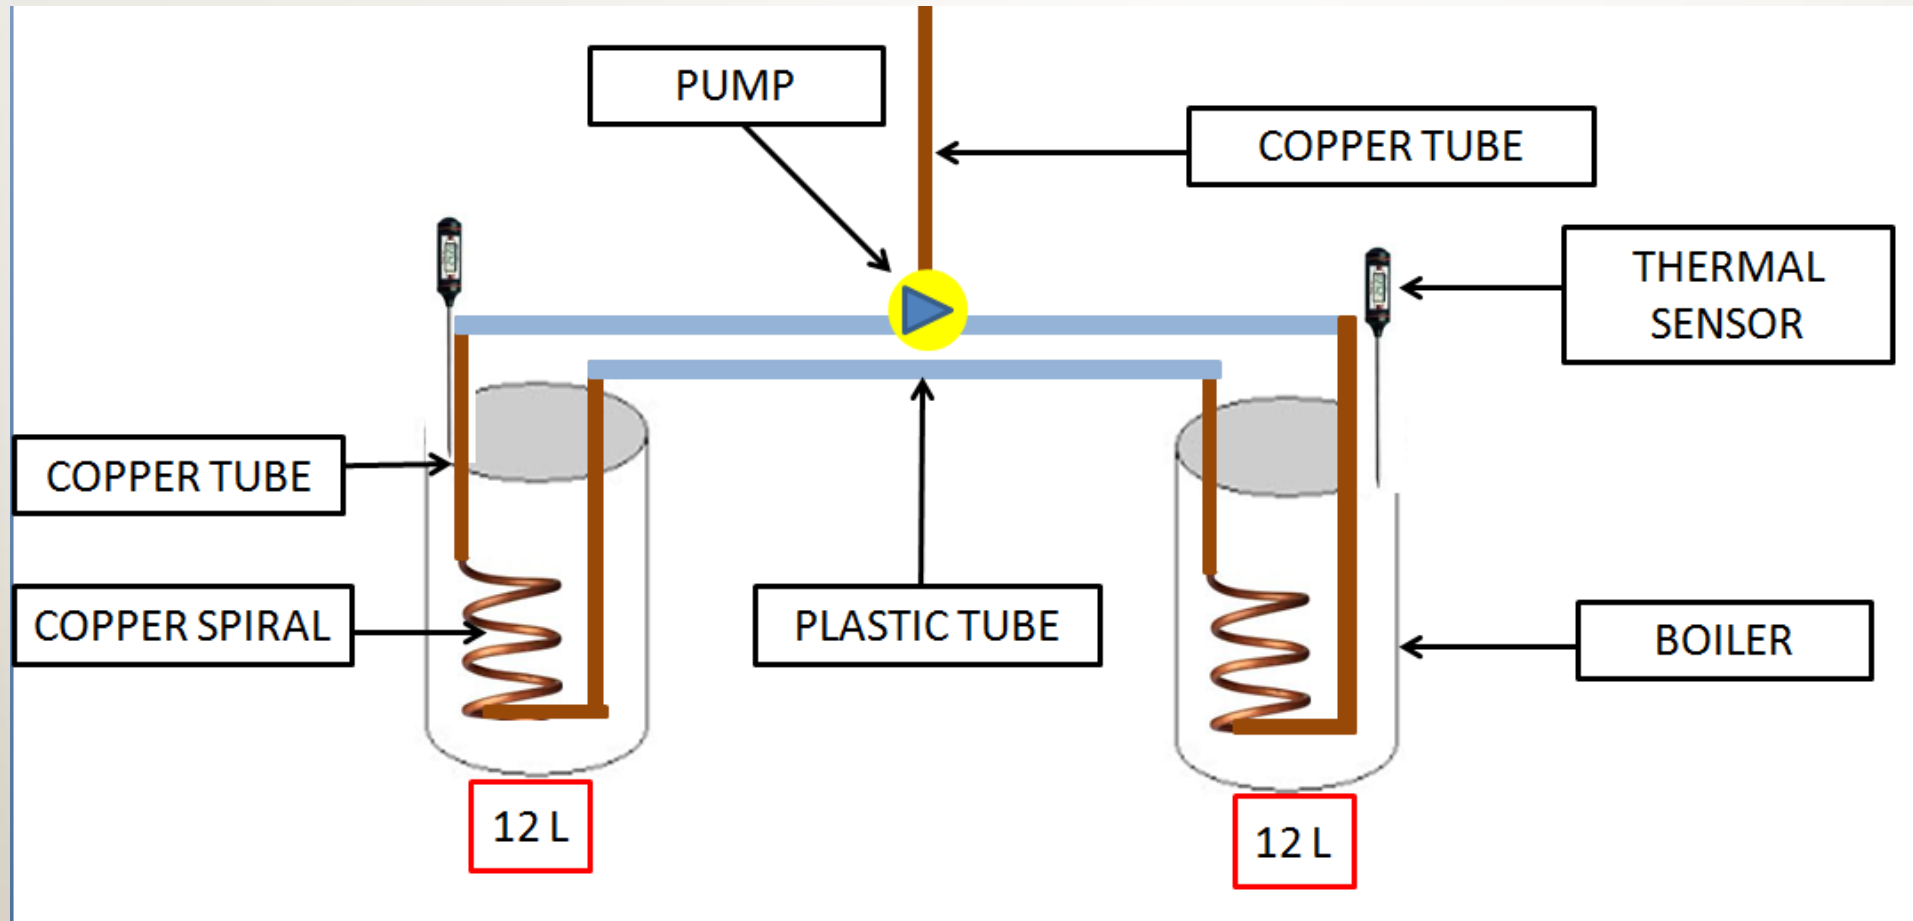 PUMP
COPPER TUBE
THERMAL
SENSOR
COPPER TUBE
COPPER SPIRAL
PLASTIC TUBE
BOILER
12 L
12 L